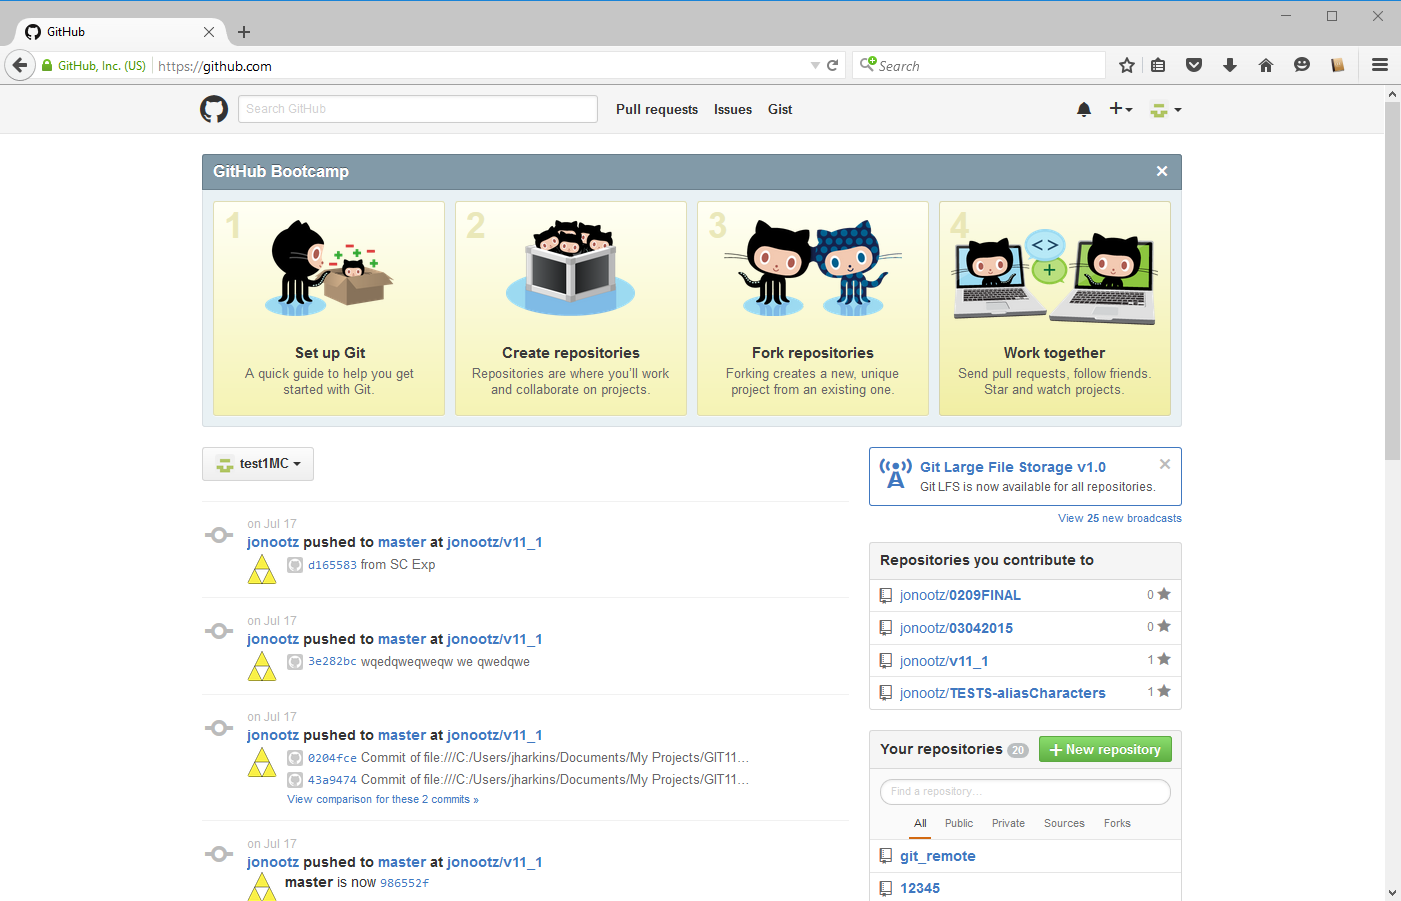 GitHub
GitHub, Inc. (US)
https://github.com
Search
Search GitHub
Pull requests
Issues
Gist
GitHub Bootcamp
1
Set up Git
A quick guide to help you get
started with Git.
2
Create repositories
Repositories are where you'll work
and collaborate on projects.
3
Fork repositories
Forking creates a new, unique
project from an existing one.
4
Work together
Send pull requests, follow friends.
Star and watch projects.
test1MC
on Jul 17
jonootz pushed to master at jonootz/v11_1
d165583 from SC Exp
on Jul 17
jonootz pushed to master at jonootz/v11_1
3e282bc wqedqweqweqw we qwedqwe
on Jul 17
jonootz pushed to master at jonootz/v11_1
0204fce Commit of file:///C:/Users/jharkins/Documents/My Projects/GIT11...
43a9474 Commit of file:///C:/Users/jharkins/Documents/My Projects/GIT11...
View comparison for these 2 commits »
on Jul 17
jonootz pushed to master at jonootz/v11_1
master is now 986552f
Git Large File Storage v1.0
Git LFS is now available for all repositories.
View 25 new broadcasts
Repositories you contribute to
jonootz/0209FINAL 0
jonootz/03042015 0
jonootz/v11_1 1
jonootz/TESTS-aliasCharacters 1
Your repositories 20
New repository
Find a repository...
All Public Private Sources Forks
git_remote
12345